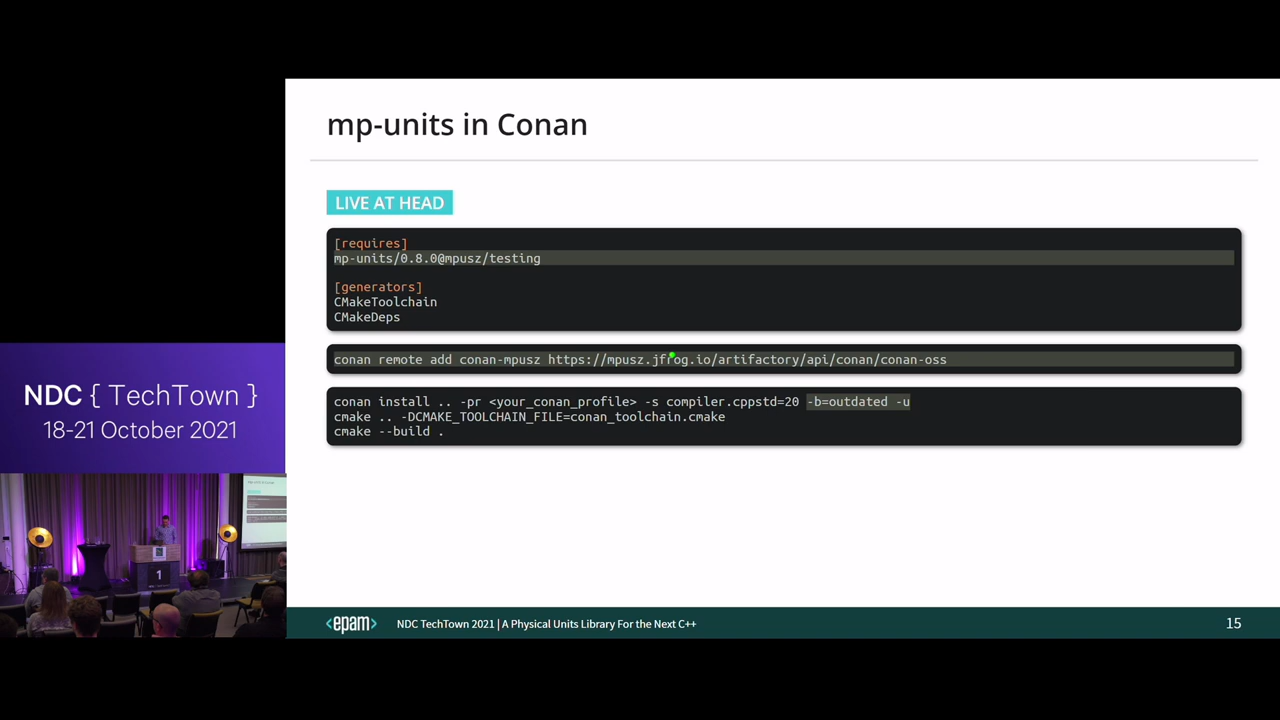 mp-units in Conan
LIVE AT HEAD
[requires]
mp-units/0.8.0@mpusz/testing
[generators]
CMakeToolchain
CMakeDeps
conan remote add conan-mpusz https://mpusz.jfrog.io/artifactory/api/conan/conan-oss
conan install .. -pr <your_conan_profile> -s compiler.cppstd=20 -b=outdated -u
cmake .. -DCMAKE_TOOLCHAIN_FILE=conan_toolchain.cmake
cmake --build .
NDC { TechTown }
18-21 October 2021
1
<epam>
NDC TechTown 2021 | A Physical Units Library For the Next C++
15